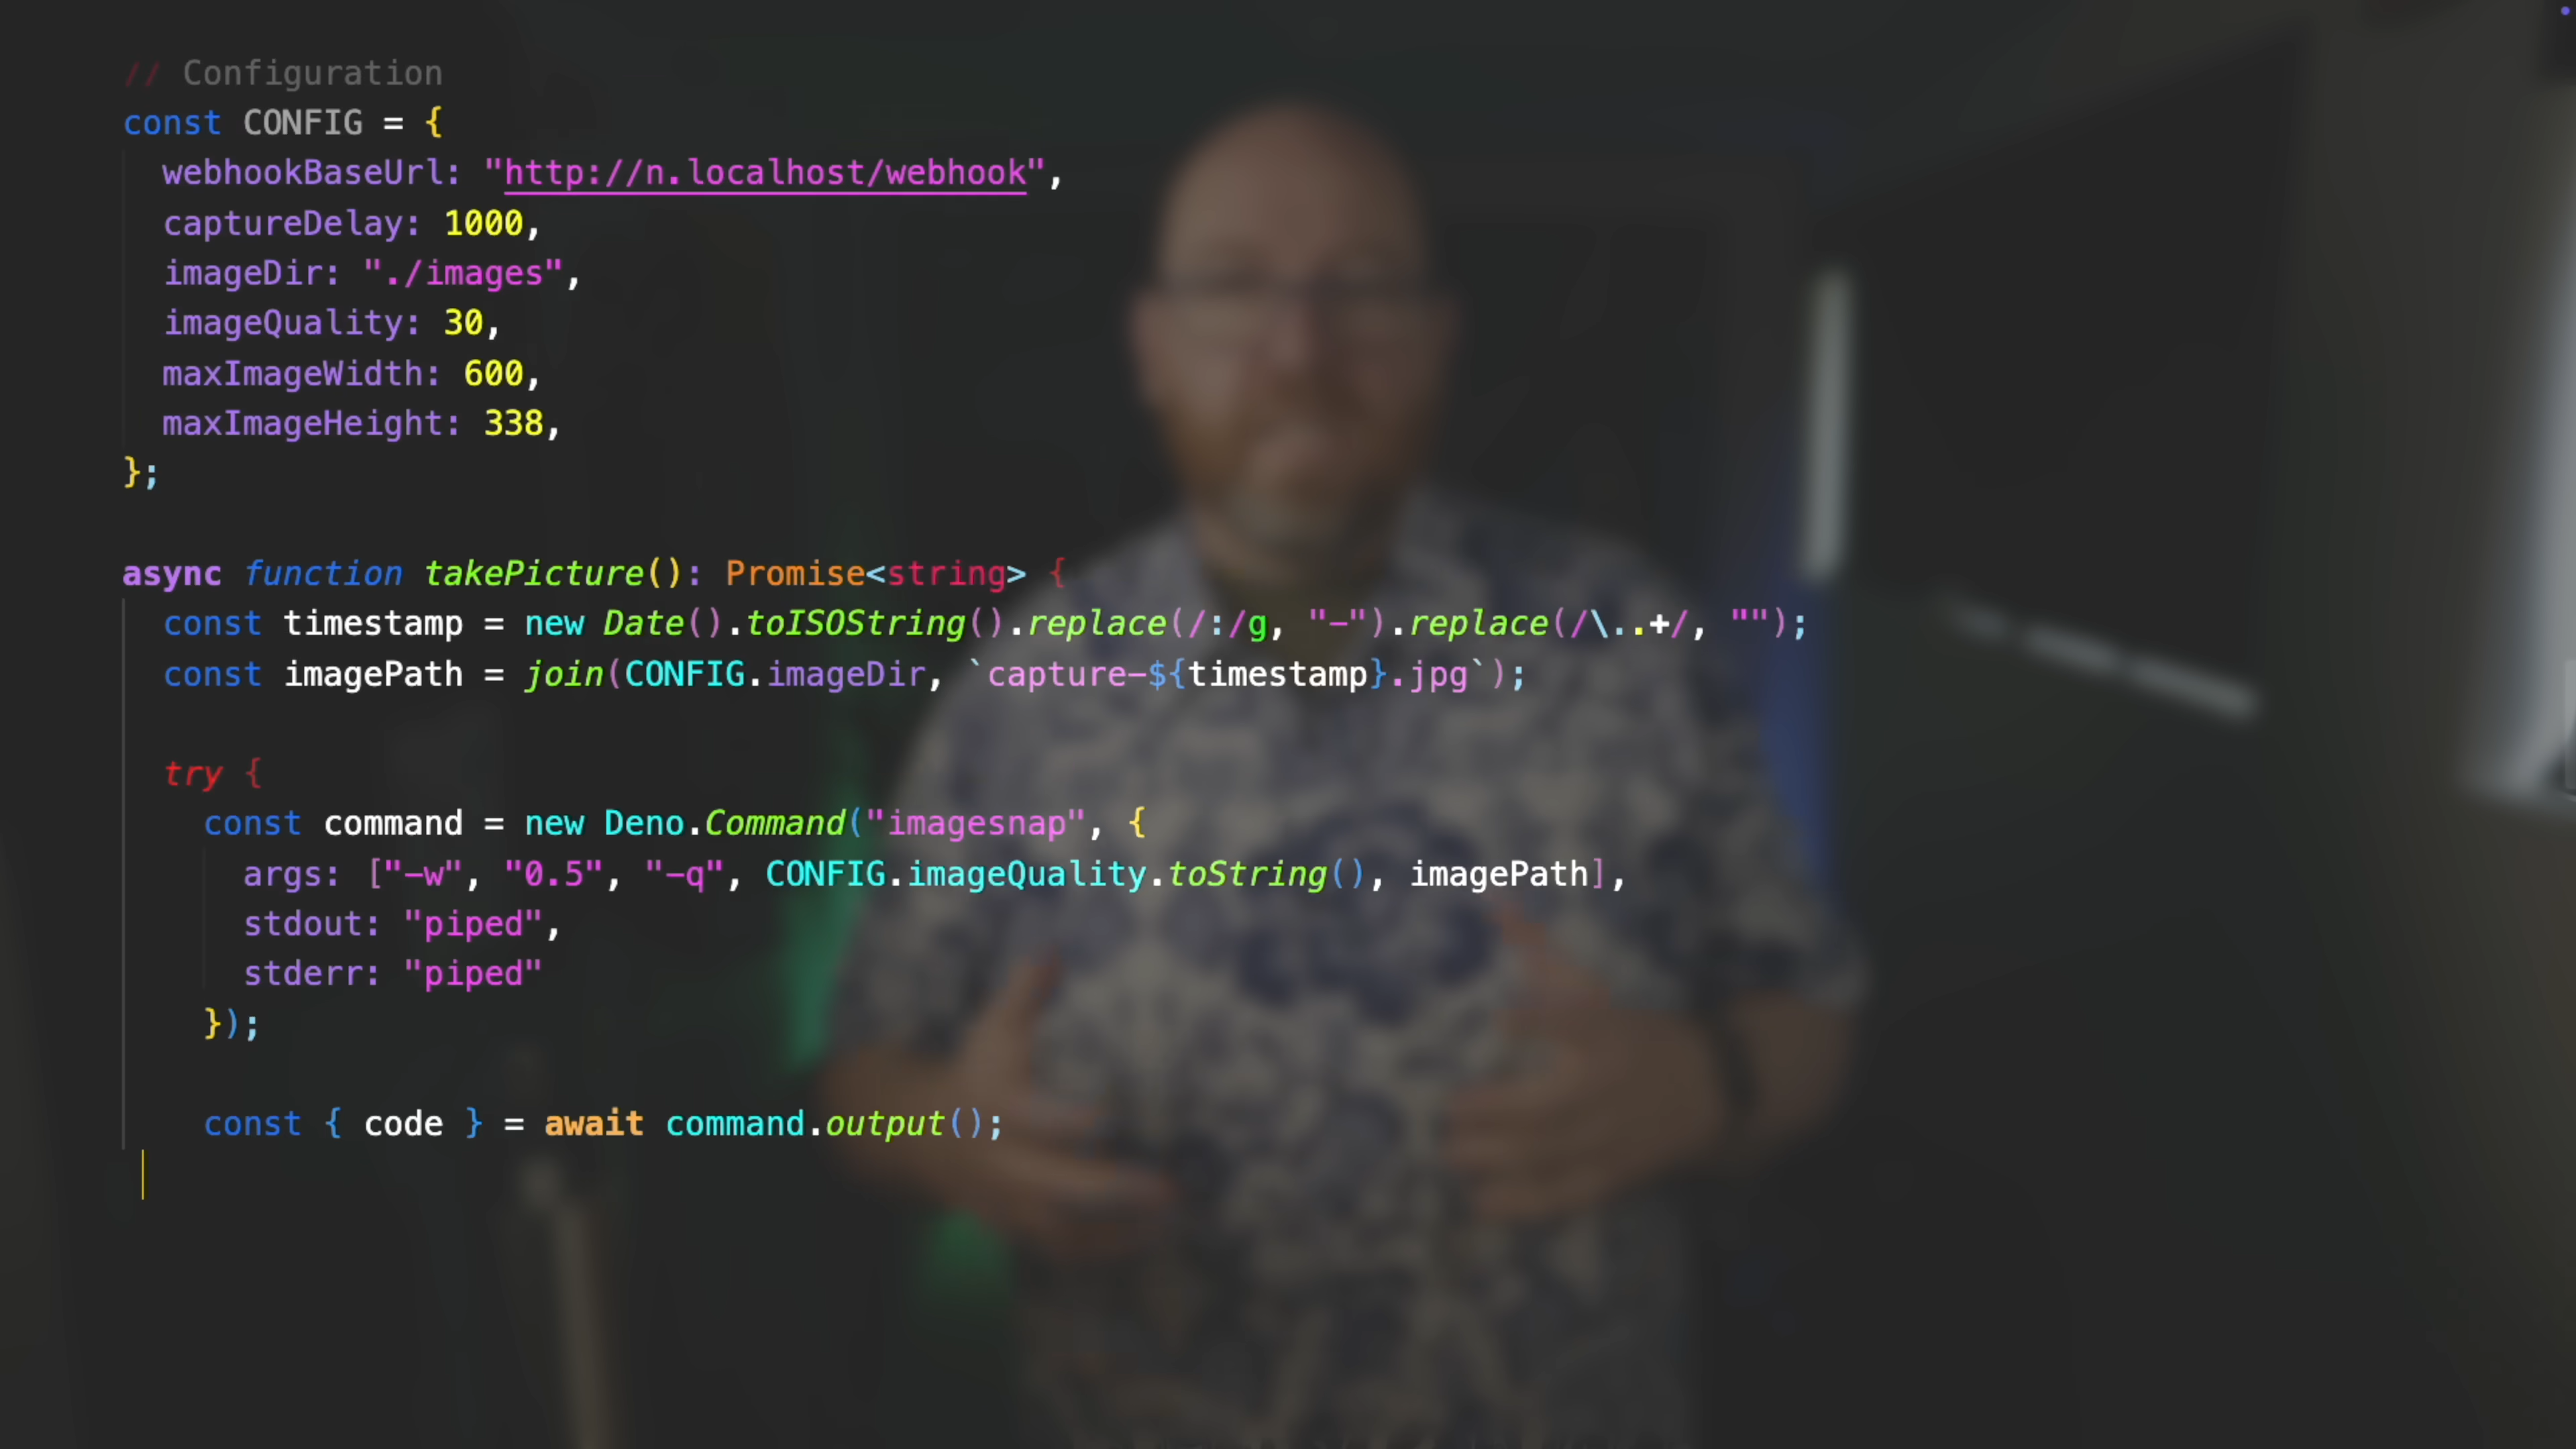 // Configuration
const CONFIG = {
  webhookBaseUrl: "http://n.localhost/webhook",
  captureDelay: 1000,
  imageDir: "./images",
  imageQuality: 30,
  maxImageWidth: 600,
  maxImageHeight: 338,
};
async function takePicture(): Promise<string> {
  const timestamp = new Date().toISOString().replace(/:/g, "-").replace(/\..+/, "");
  const imagePath = join(CONFIG.imageDir, `capture-${timestamp}.jpg`);
  try {
    const command = new Deno.Command("imagesnap", {
      args: ["-w", "0.5", "-q", CONFIG.imageQuality.toString(), imagePath],
      stdout: "piped",
      stderr: "piped"
    });
    const { code } = await command.output();